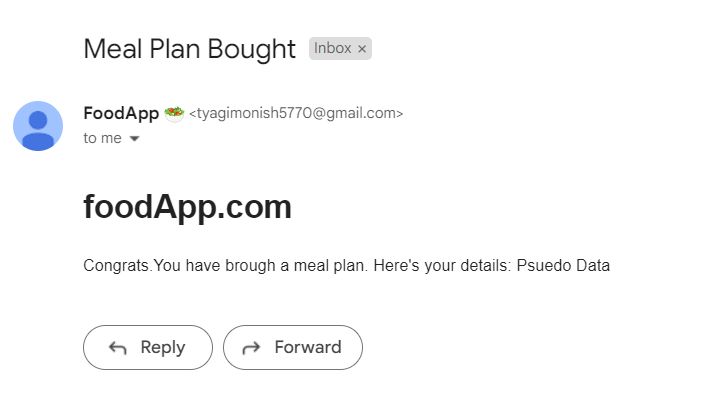 Meal Plan Bought Inbox ×
FoodApp 🥗 <tyagimonish5770@gmail.com>
to me
foodApp.com
Congrats.You have brough a meal plan. Here's your details: Psuedo Data
Reply Forward